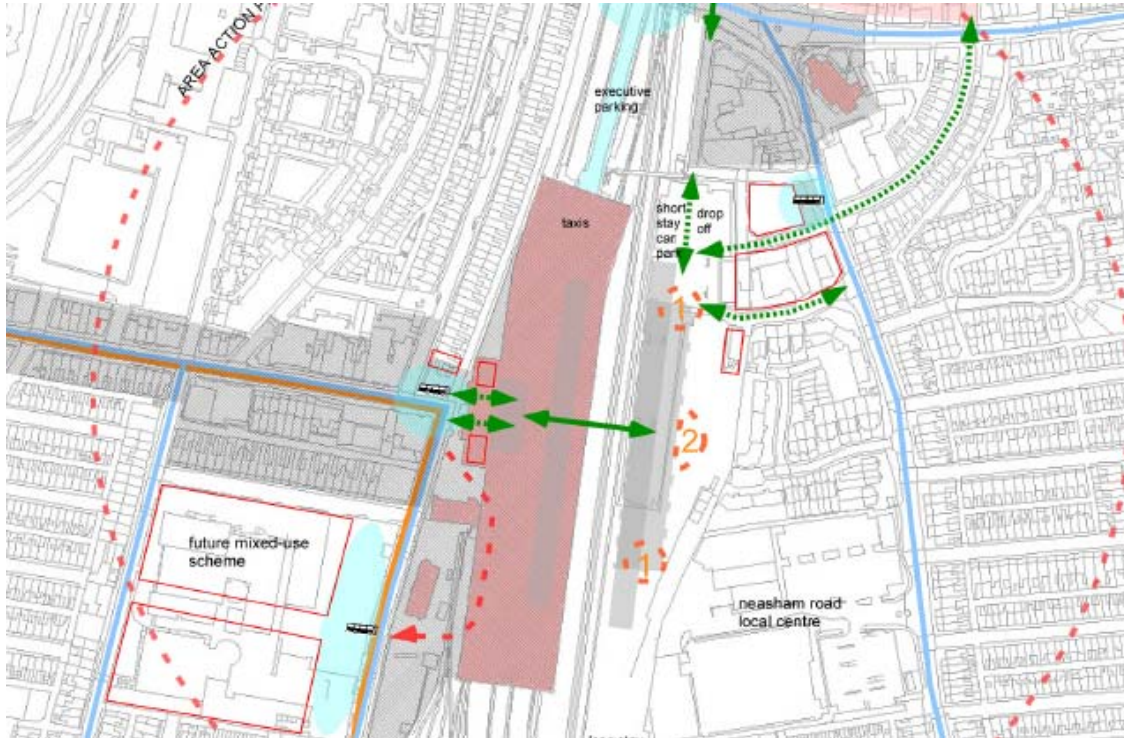 AREA ACTION
executive
parking
taxis
short
stay
car
park
drop
off
1
2
1
future mixed-use
scheme
neasham road
local centre